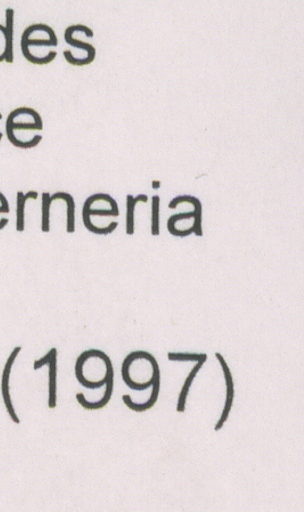 des
ce
erneria
(1997)